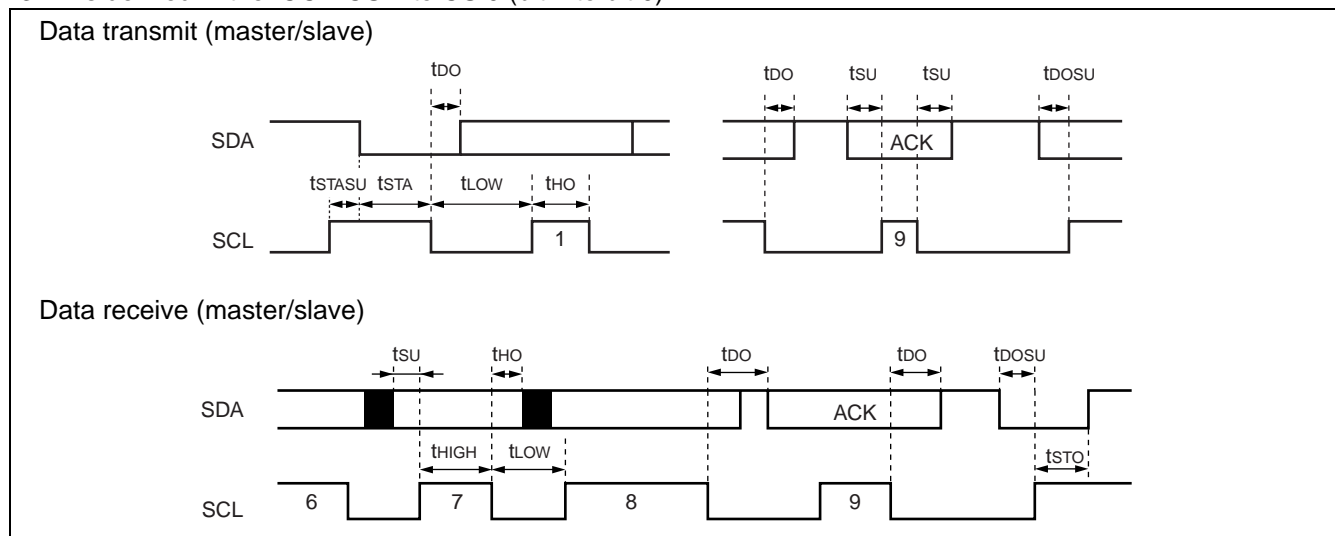 Data transmit (master/slave)
tDO tDO tSU tSU tDOSU
SDA ACK
tSTASU tSTA tLOW tHO
SCL 1 9
Data receive (master/slave)
tSU tHO tDO tDO tDOSU
SDA ACK
tHIGH tLOW tSTO
SCL 6 7 8 9